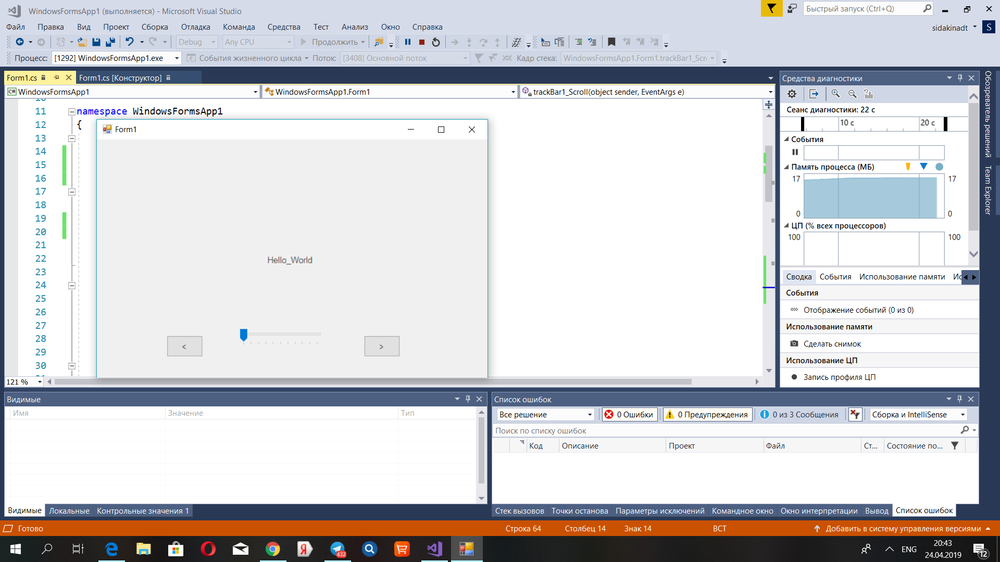 WindowsFormsApp1 (выполняется) - Microsoft Visual Studio
Быстрый запуск (Ctrl+Q)
Файл Правка Вид Проект Сборка Отладка Команда Средства Тест Анализ Окно Справка
sidakinadt S
Debug Any CPU Продолжить
Процесс: [1292] WindowsFormsApp1.exe События жизненного цикла Поток: [3408] Основной поток Кадр стека: WindowsFormsApp1.Form1.trackBar1_Scr
Form1.cs Form1.cs [Конструктор]
C# WindowsFormsApp1 WindowsFormsApp1.Form1 trackBar1_Scroll(object sender, EventArgs e)
11 namespace WindowsFormsApp1
12 {
13
14
15
16
17
18
19
20
21
22
23
24
25
26
27
28
29
30
Form1
Hello_World
< >
121 %
Средства диагностики
Сеанс диагностики: 22 с
10 с 20 с
События
Память процесса (МБ)
17 17
0 0
ЦП (% всех процессоров)
100 100
Сводка События Использование памяти Ис
События
Отображение событий (0 из 0)
Использование памяти
Сделать снимок
Использование ЦП
Запись профиля ЦП
Обозреватель решений
Team Explorer
Видимые
Имя Значение Тип
Видимые Локальные Контрольные значения 1
Список ошибок
Все решение 0 Ошибки 0 Предупреждения 0 из 3 Сообщения Сборка и IntelliSense
Поиск по списку ошибок
Код Описание Проект Файл Ст... Состояние по...
Стек вызовов Точки останова Параметры исключений Командное окно Окно интерпретации Вывод Список ошибок
Готово Строка 64 Столбец 14 Знак 14 ВСТ Добавить в систему управления версиями
432
ENG
20:43
24.04.2019
12